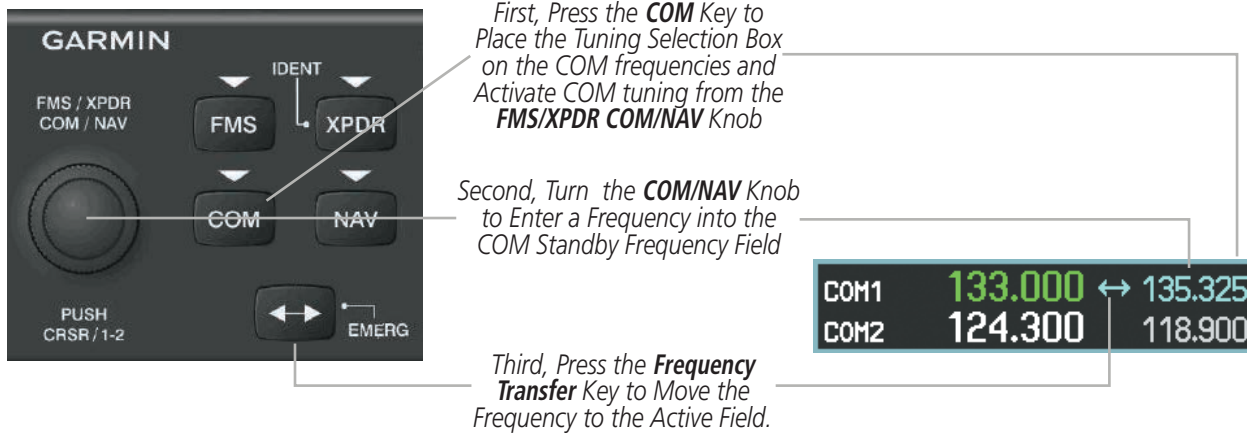 GARMIN
IDENT
FMS / XPDR
COM / NAV
FMS
XPDR
COM
NAV
PUSH
CRSR / 1-2
EMERG
First, Press the COM Key to
Place the Tuning Selection Box
on the COM frequencies and
Activate COM tuning from the
FMS/XPDR COM/NAV Knob
Second, Turn the COM/NAV Knob
to Enter a Frequency into the
COM Standby Frequency Field
COM1 133.000 ↔ 135.325
COM2 124.300 118.900
Third, Press the Frequency
Transfer Key to Move the
Frequency to the Active Field.